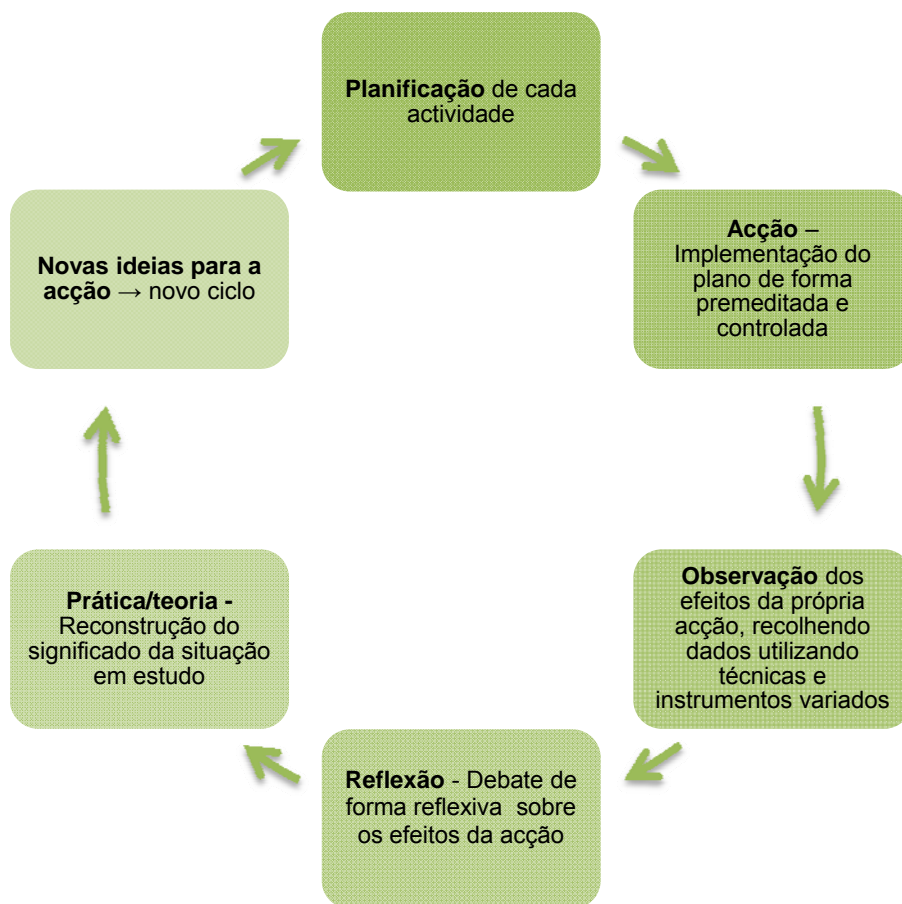 Planificação de cada
actividade
Acção –
Implementação do
plano de forma
premeditada e
controlada
Observação dos
efeitos da própria
acção, recolhendo
dados utilizando
técnicas e
instrumentos variados
Reflexão - Debate de
forma reflexiva sobre
os efeitos da acção
Prática/teoria -
Reconstrução do
significado da situação
em estudo
Novas ideias para a
acção → novo ciclo